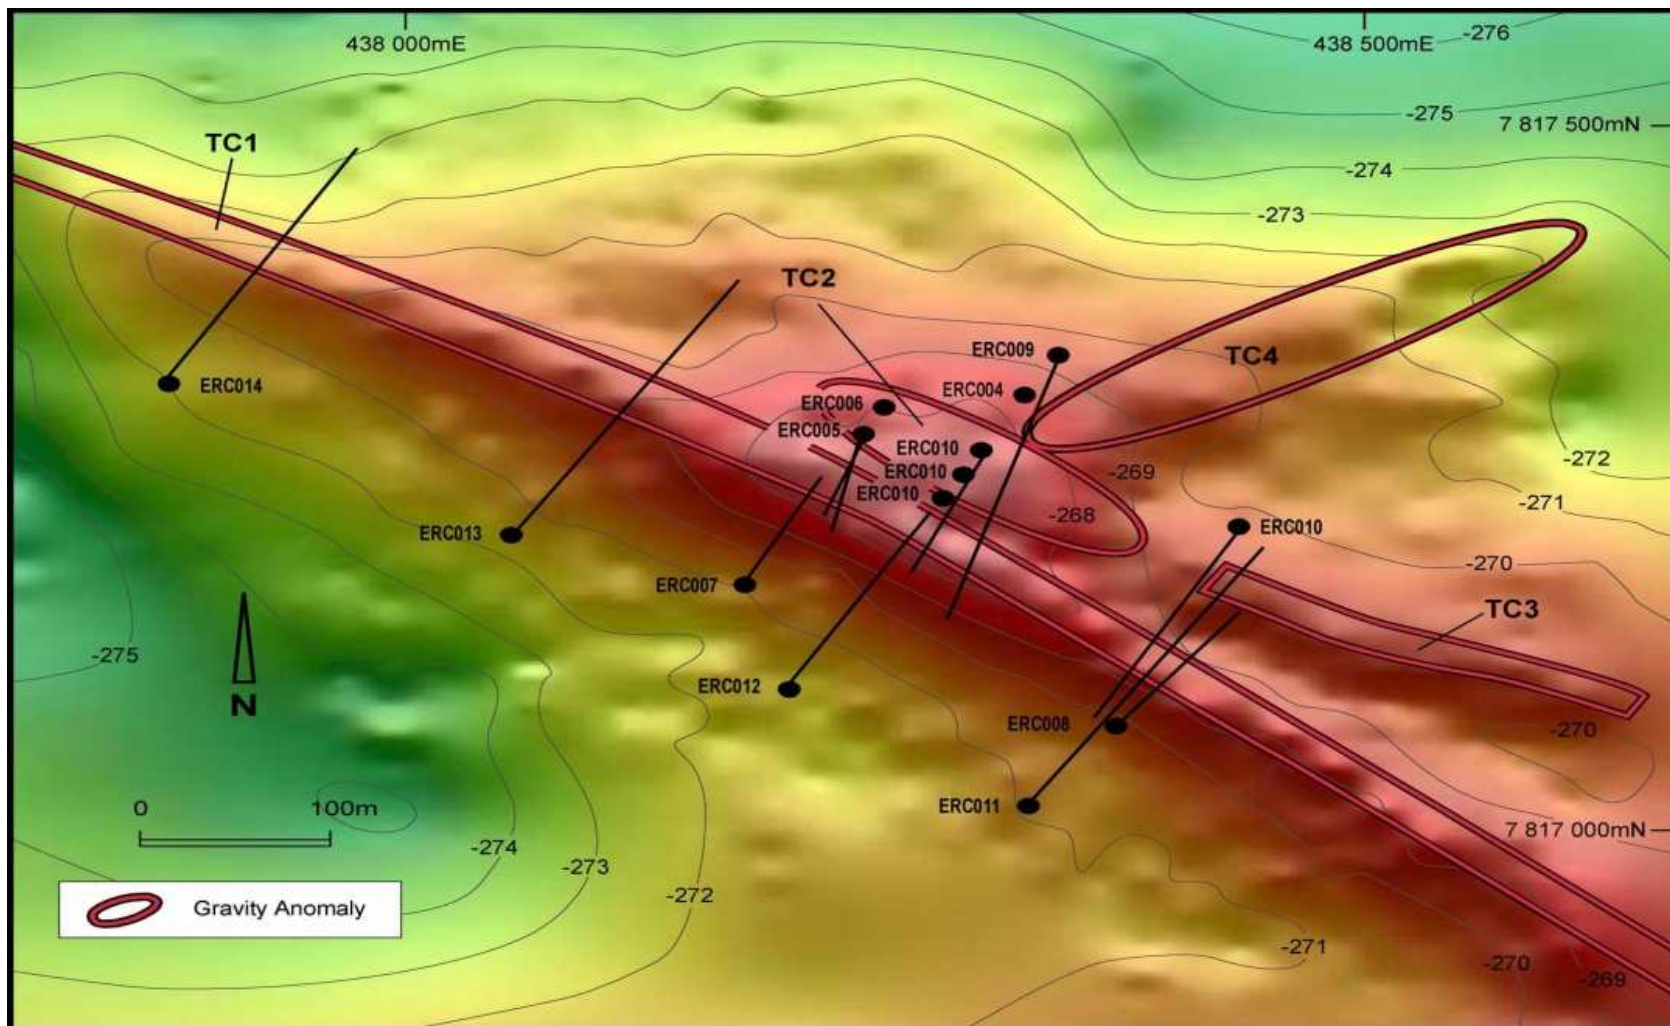 438 000mE
438 500mE
-276
-275
7 817 500mN
TC1
-274
-273
TC2
ERC009
TC4
ERC014
ERC004
ERC006
ERC005
ERC010
-269
-272
ERC010
ERC010
-268
-271
ERC013
ERC010
-270
ERC007
TC3
-275
ERC012
N
ERC008
-270
0 100m
ERC011
7 817 000mN
-274
-273
-272
Gravity Anomaly
-271
-270
-269